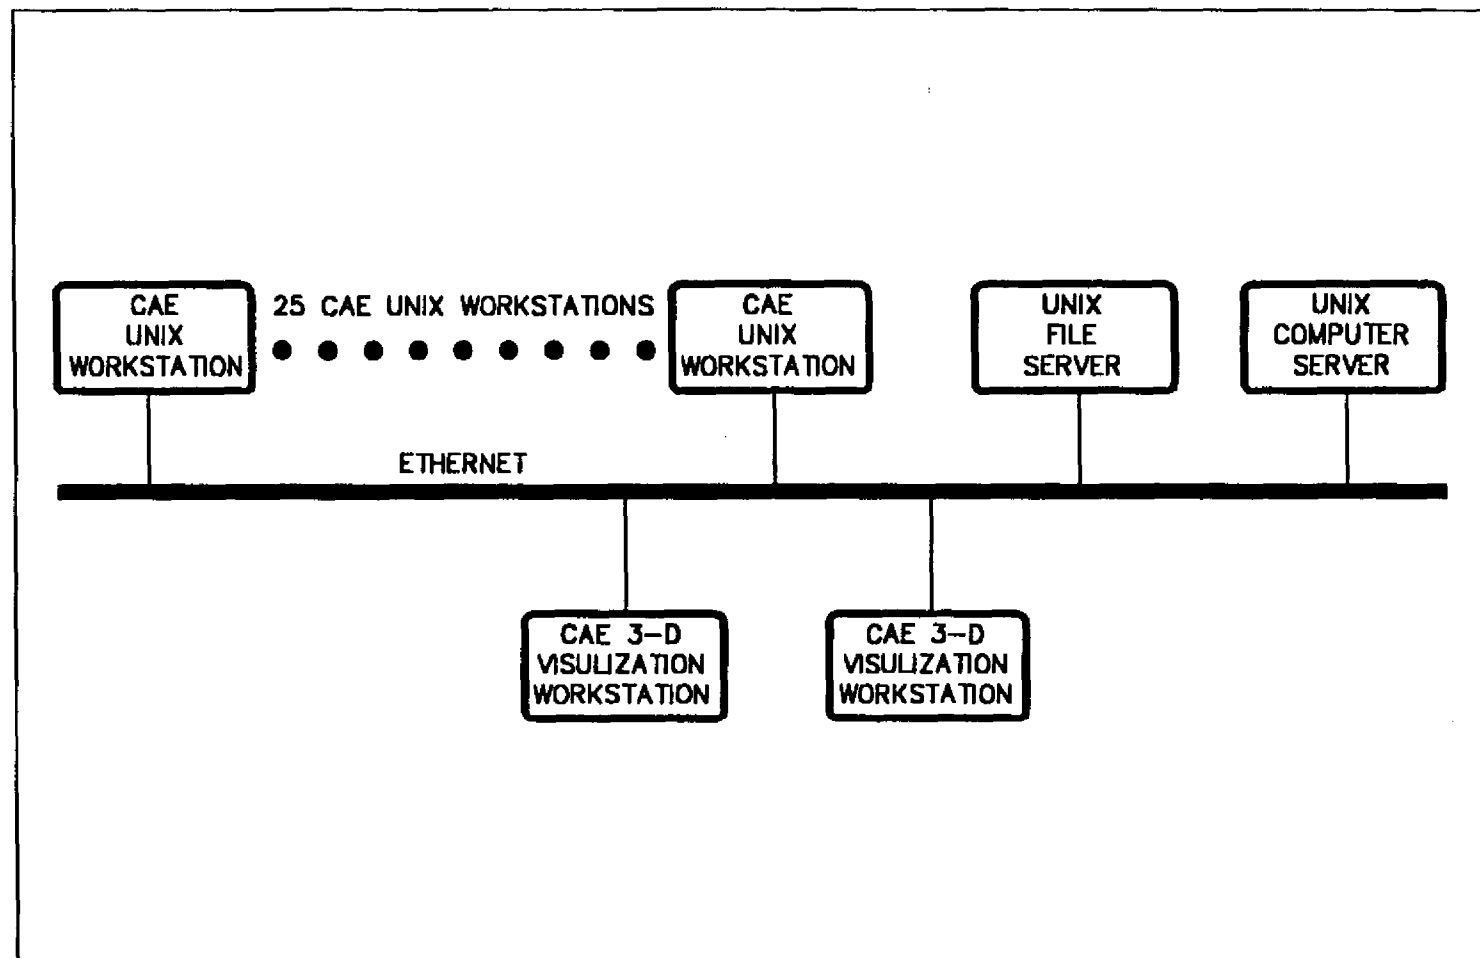 CAE
UNIX
WORKSTATION
25 CAE UNIX WORKSTATIONS
CAE
UNIX
WORKSTATION
UNIX
FILE
SERVER
UNIX
COMPUTER
SERVER
ETHERNET
CAE 3-D
VISULIZATION
WORKSTATION
CAE 3-D
VISULIZATION
WORKSTATION